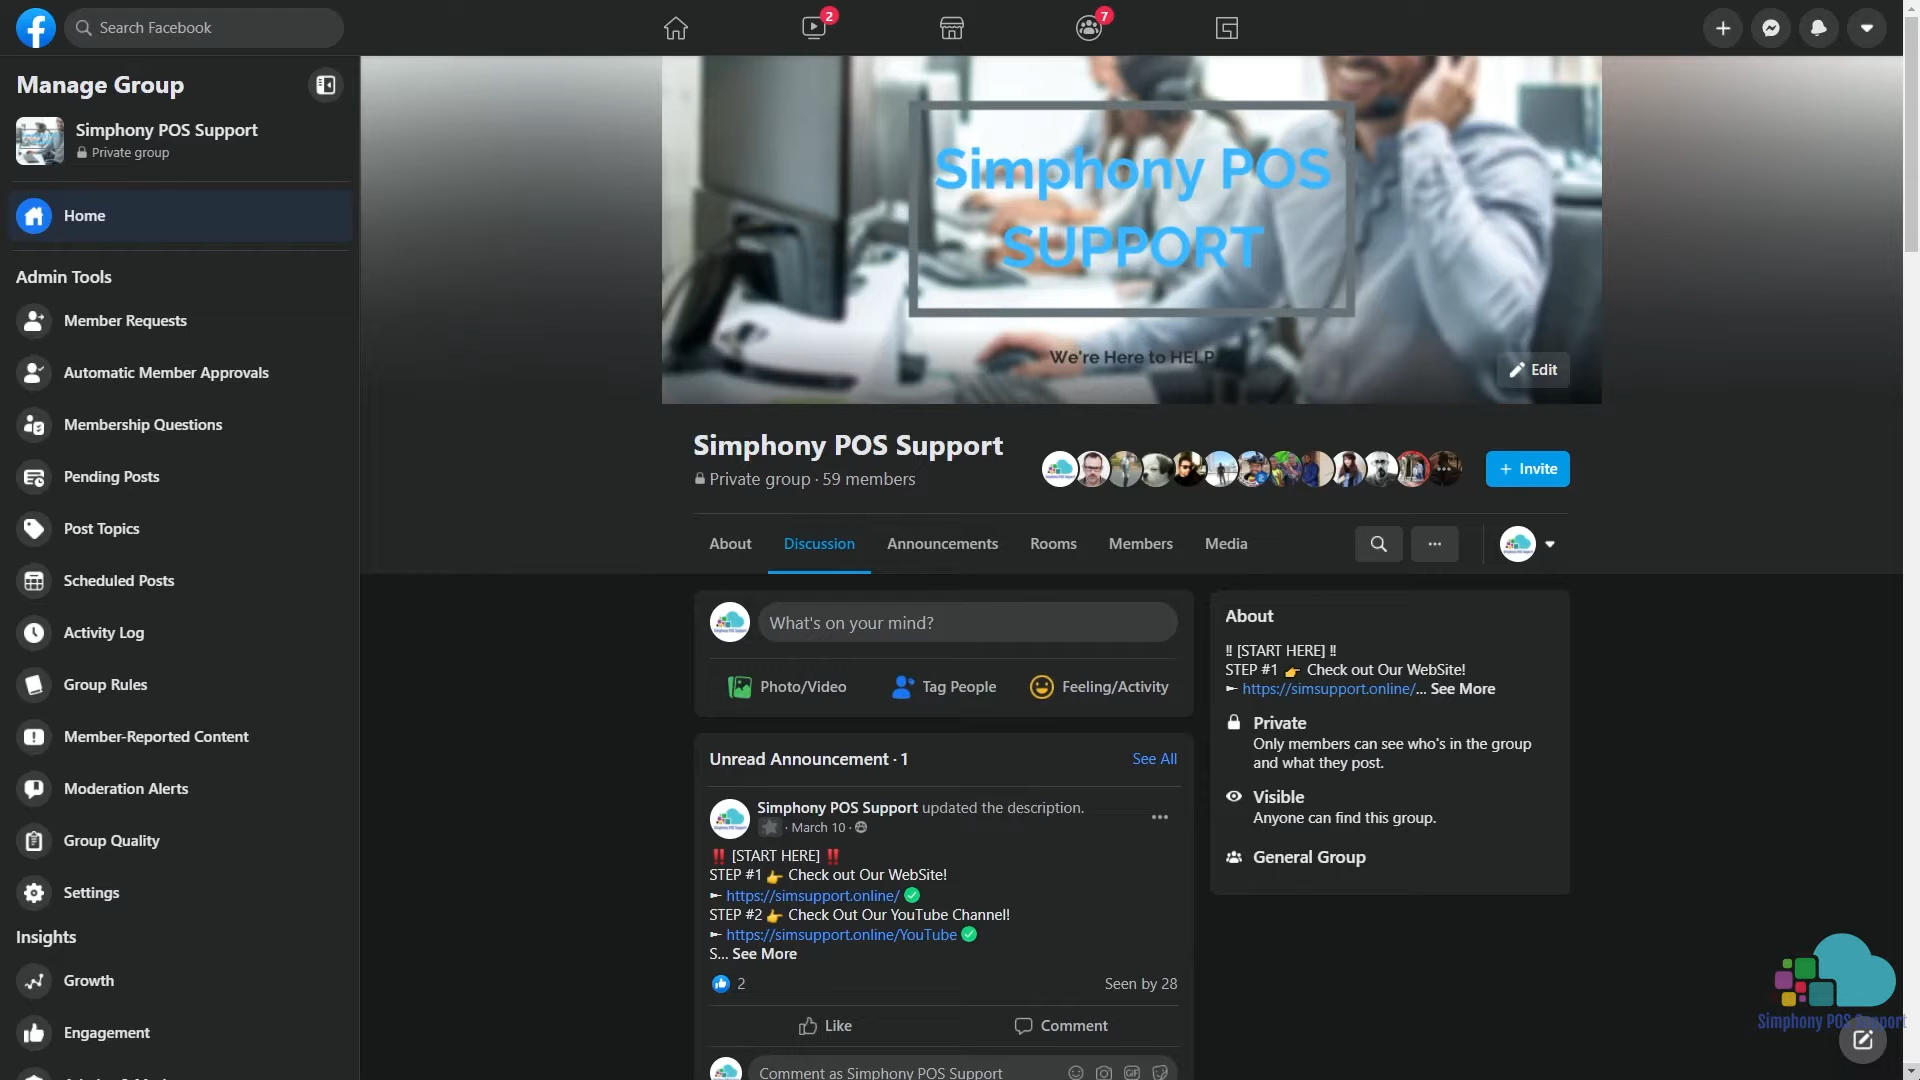 Search Facebook
2
7
Manage Group
Simphony POS Support
Private group
Home
Admin Tools
Member Requests
Automatic Member Approvals
Membership Questions
Pending Posts
Post Topics
Scheduled Posts
Activity Log
Group Rules
Member-Reported Content
Moderation Alerts
Group Quality
Settings
Insights
Growth
Engagement
Simphony POS
SUPPORT
We're Here to HELP
Edit
Simphony POS Support
Private group · 59 members
+ Invite
About
Discussion
Announcements
Rooms
Members
Media
What's on your mind?
Photo/Video
Tag People
Feeling/Activity
Unread Announcement · 1
See All
Simphony POS Support updated the description.
· March 10 ·
‼ [START HERE] ‼
STEP #1 👉 Check out Our WebSite!
➼ https://simsupport.online/ ✅
STEP #2 👉 Check Out Our YouTube Channel!
➼ https://simsupport.online/YouTube ✅
S... See More
2
Seen by 28
Like
Comment
Comment as Simphony POS Support
GIF
About
‼ [START HERE] ‼
STEP #1 👉 Check out Our WebSite!
➼ https://simsupport.online/... See More
Private
Only members can see who's in the group
and what they post.
Visible
Anyone can find this group.
General Group
Simphony POS Support